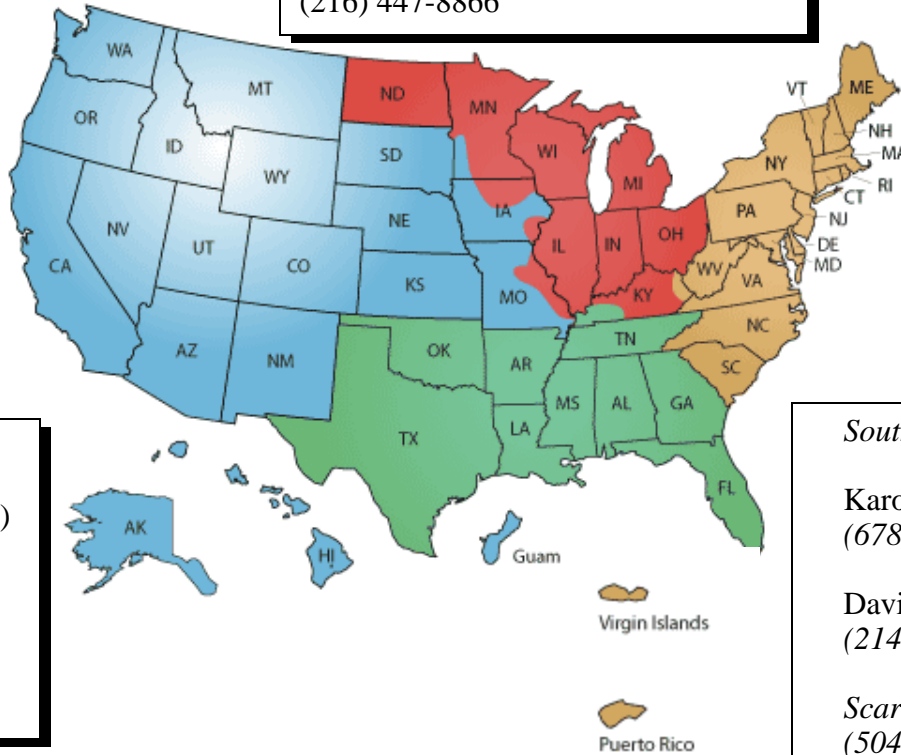 (216) 447-8866
WA
MT
ND
MN
VT
ME
OR
ID
WY
SD
WI
MI
NY
NH
MA
RI
CT
NV
UT
CO
NE
IA
IL
IN
OH
PA
NJ
DE
MD
CA
KS
MO
KY
WV
VA
AZ
NM
OK
AR
TN
NC
SC
TX
LA
MS
AL
GA
FL
AK
HI
Guam
Virgin Islands
Puerto Rico
)
Sout
Karo
(678
Davi
(214
Scar
(504